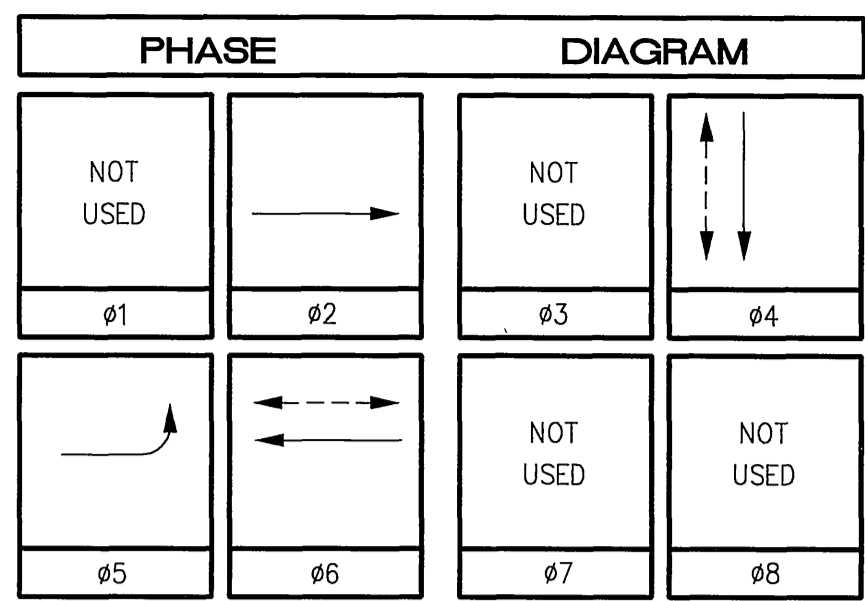 PHASE DIAGRAM
NOT
USED
ø1
ø2
NOT
USED
ø3
ø4
ø5
ø6
NOT
USED
ø7
NOT
USED
ø8